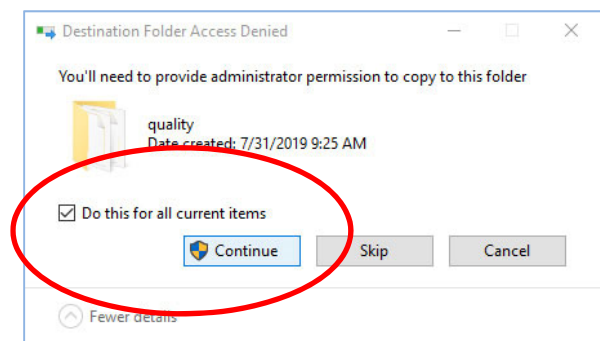 Destination Folder Access Denied
You'll need to provide administrator permission to copy to this folder
quality
Date created: 7/31/2019 9:25 AM
Do this for all current items
Continue Skip Cancel
Fewer details